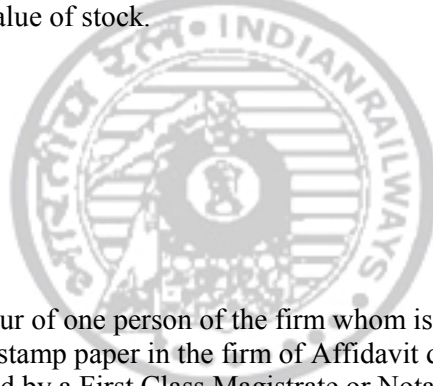 alue of stock.
भारतीय रेल • INDIAN RAILWAYS
ur of one person of the firm whom is
stamp paper in the firm of Affidavit
d by a First Class Magistrate or Nota